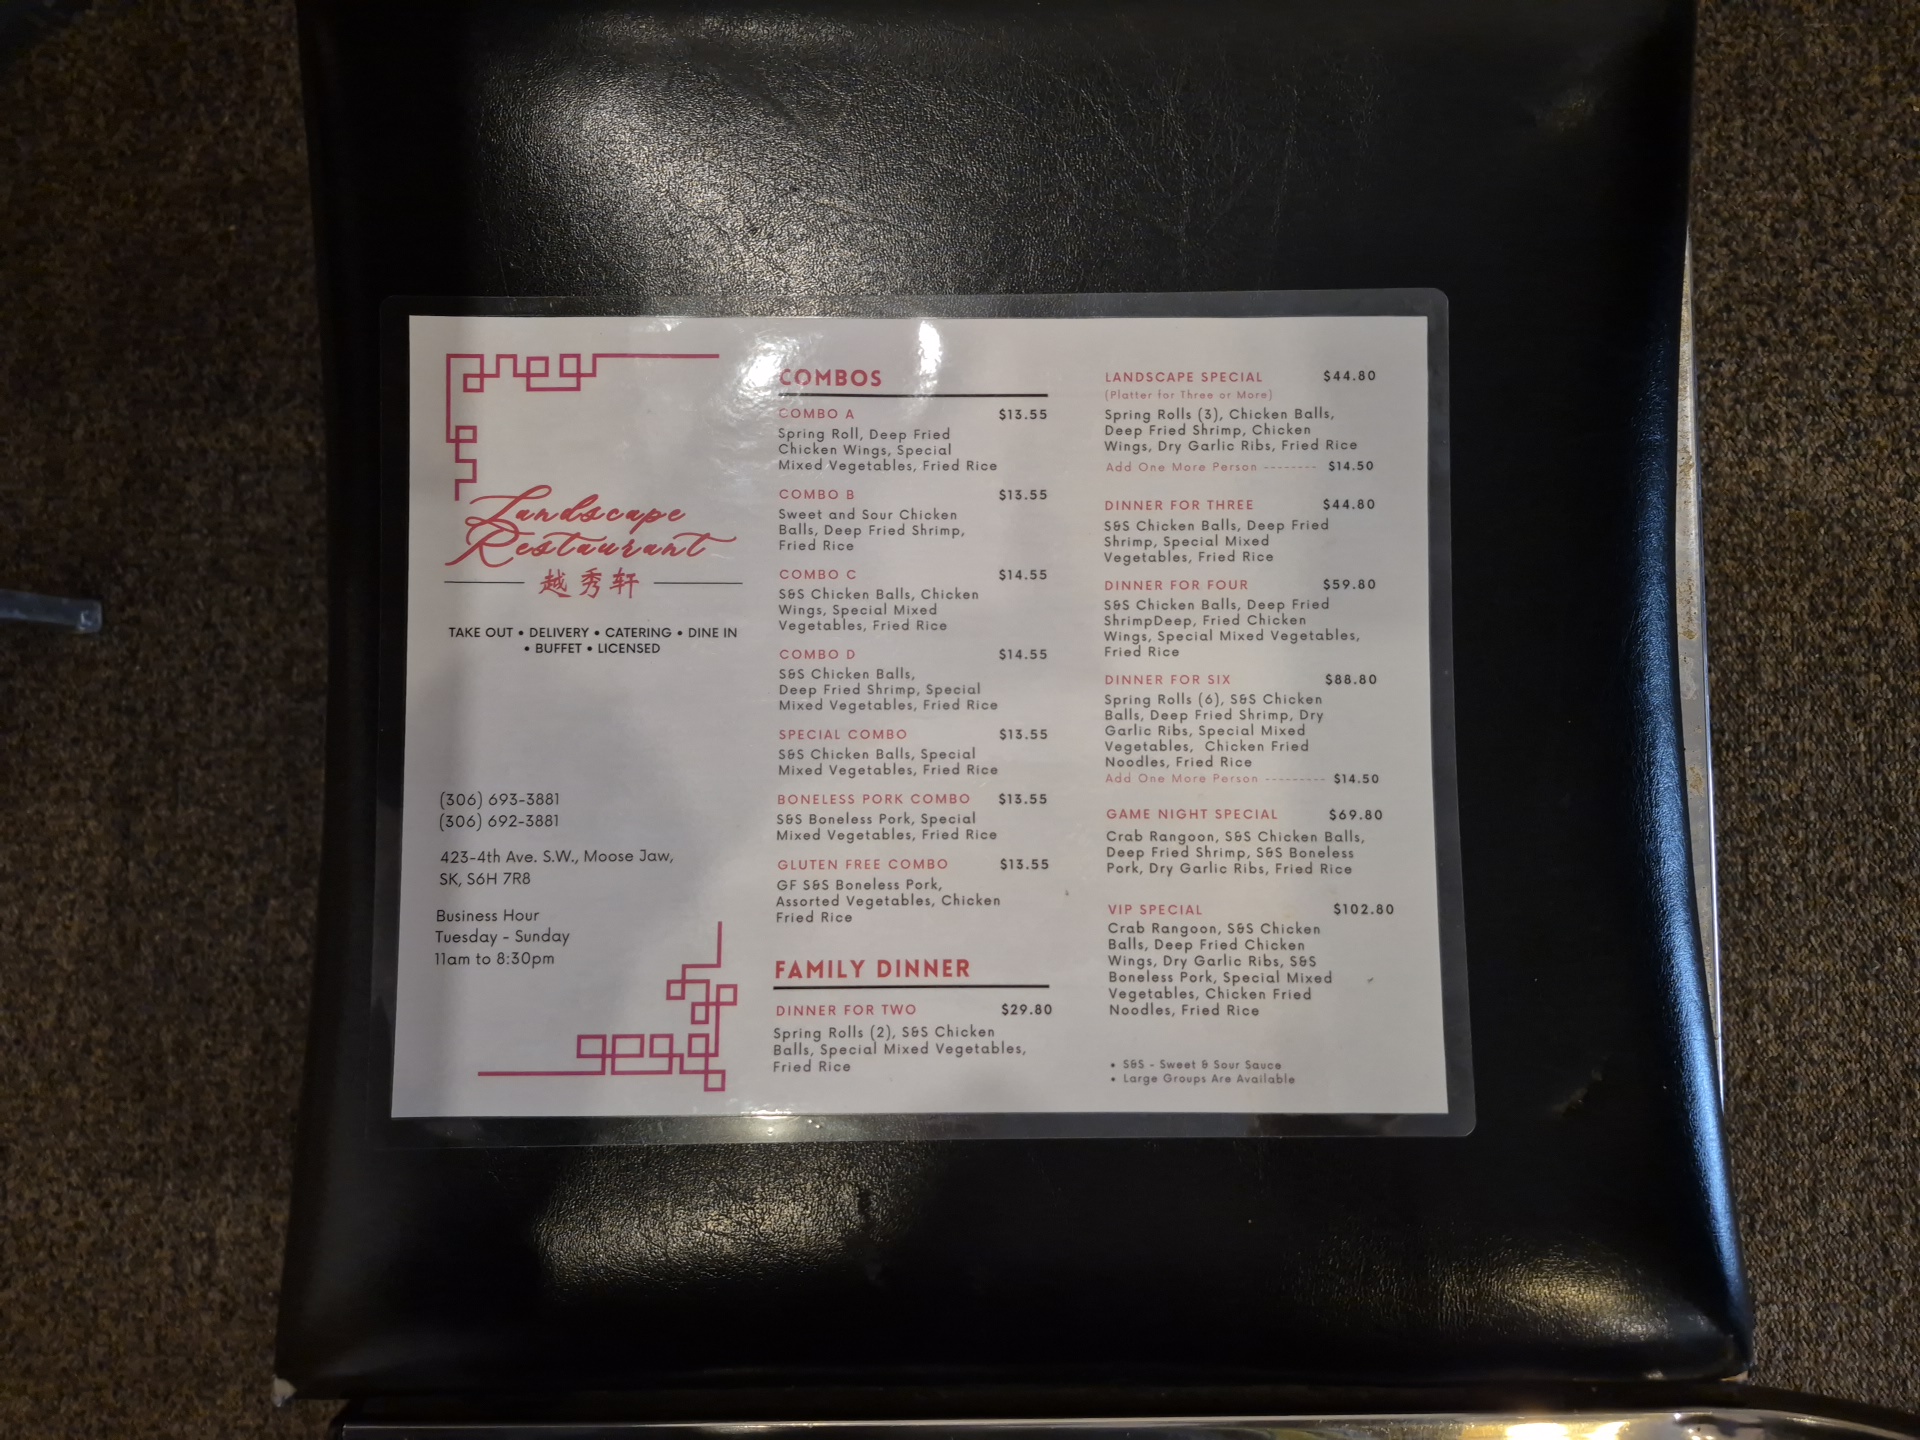 Landscape
Restaurant
越秀轩
TAKE OUT • DELIVERY • CATERING • DINE IN
• BUFFET • LICENSED
(306) 693-3881
(306) 692-3881
423-4th Ave. S.W., Moose Jaw,
SK, S6H 7R8
Business Hour
Tuesday - Sunday
11am to 8:30pm
COMBOS
COMBO A $13.55
Spring Roll, Deep Fried
Chicken Wings, Special
Mixed Vegetables, Fried Rice
COMBO B $13.55
Sweet and Sour Chicken
Balls, Deep Fried Shrimp,
Fried Rice
COMBO C $14.55
S&S Chicken Balls, Chicken
Wings, Special Mixed
Vegetables, Fried Rice
COMBO D $14.55
S&S Chicken Balls,
Deep Fried Shrimp, Special
Mixed Vegetables, Fried Rice
SPECIAL COMBO $13.55
S&S Chicken Balls, Special
Mixed Vegetables, Fried Rice
BONELESS PORK COMBO $13.55
S&S Boneless Pork, Special
Mixed Vegetables, Fried Rice
GLUTEN FREE COMBO $13.55
GF S&S Boneless Pork,
Assorted Vegetables, Chicken
Fried Rice
FAMILY DINNER
DINNER FOR TWO $29.80
Spring Rolls (2), S&S Chicken
Balls, Special Mixed Vegetables,
Fried Rice
LANDSCAPE SPECIAL $44.80
(Platter for Three or More)
Spring Rolls (3), Chicken Balls,
Deep Fried Shrimp, Chicken
Wings, Dry Garlic Ribs, Fried Rice
Add One More Person -------- $14.50
DINNER FOR THREE $44.80
S&S Chicken Balls, Deep Fried
Shrimp, Special Mixed
Vegetables, Fried Rice
DINNER FOR FOUR $59.80
S&S Chicken Balls, Deep Fried
ShrimpDeep, Fried Chicken
Wings, Special Mixed Vegetables,
Fried Rice
DINNER FOR SIX $88.80
Spring Rolls (6), S&S Chicken
Balls, Deep Fried Shrimp, Dry
Garlic Ribs, Special Mixed
Vegetables, Chicken Fried
Noodles, Fried Rice
Add One More Person --------- $14.50
GAME NIGHT SPECIAL $69.80
Crab Rangoon, S&S Chicken Balls,
Deep Fried Shrimp, S&S Boneless
Pork, Dry Garlic Ribs, Fried Rice
VIP SPECIAL $102.80
Crab Rangoon, S&S Chicken
Balls, Deep Fried Chicken
Wings, Dry Garlic Ribs, S&S
Boneless Pork, Special Mixed
Vegetables, Chicken Fried
Noodles, Fried Rice
• S&S - Sweet & Sour Sauce
• Large Groups Are Available